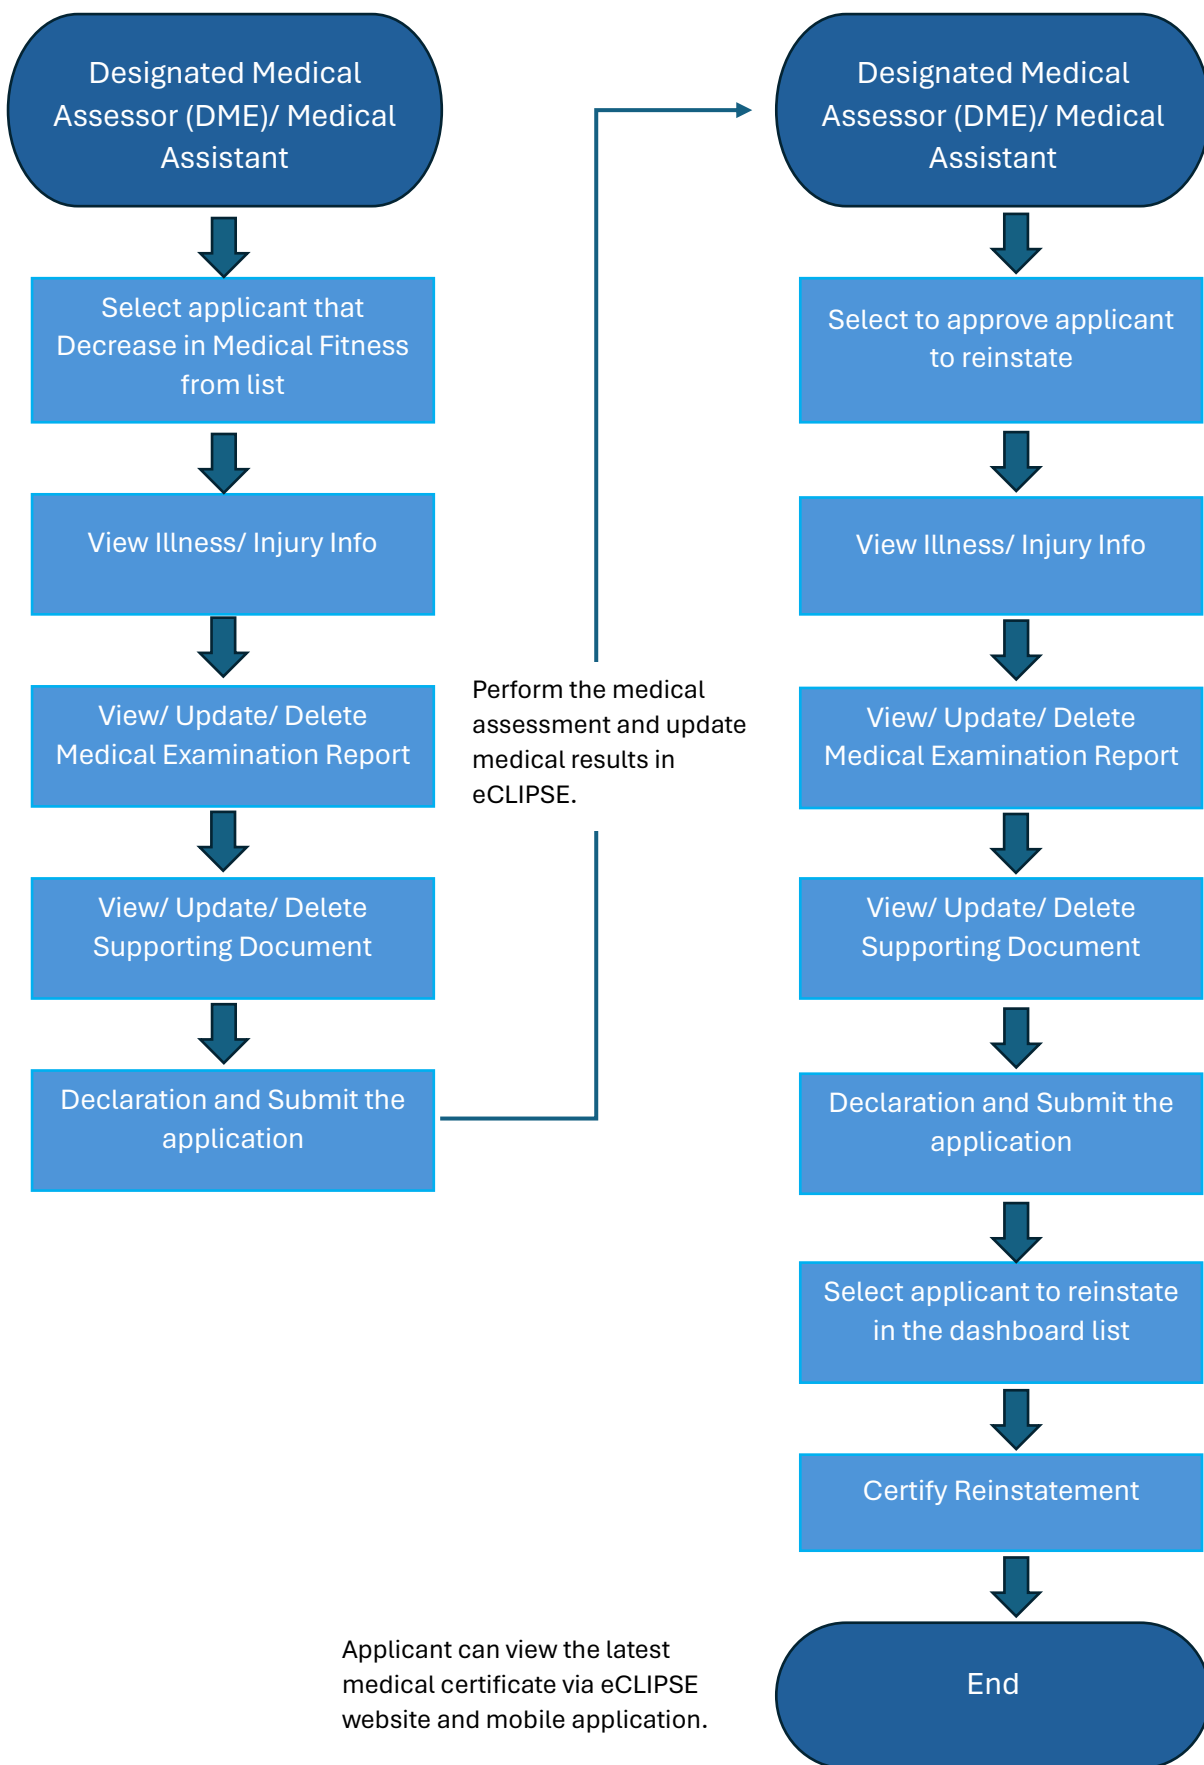 Designated Medical
Assessor (DME)/ Medical
Assistant
Select applicant that
Decrease in Medical Fitness
from list
View Illness/ Injury Info
View/ Update/ Delete
Medical Examination Report
View/ Update/ Delete
Supporting Document
Declaration and Submit the
application
Perform the medical
assessment and update
medical results in
eCLIPSE.
Designated Medical
Assessor (DME)/ Medical
Assistant
Select to approve applicant
to reinstate
View Illness/ Injury Info
View/ Update/ Delete
Medical Examination Report
View/ Update/ Delete
Supporting Document
Declaration and Submit the
application
Select applicant to reinstate
in the dashboard list
Certify Reinstatement
End
Applicant can view the latest
medical certificate via eCLIPSE
website and mobile application.